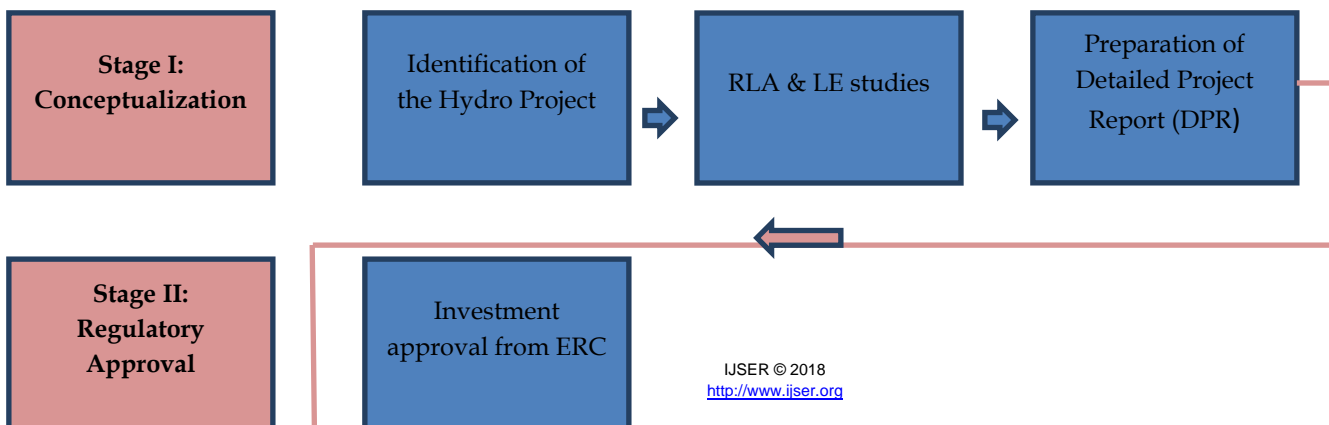 Stage I:
Conceptualization
Identification of
the Hydro Project
RLA & LE studies
Preparation of
Detailed Project
Report (DPR)
Stage II:
Regulatory
Approval
Investment
approval from ERC
IJSER © 2018
http://www.ijser.org